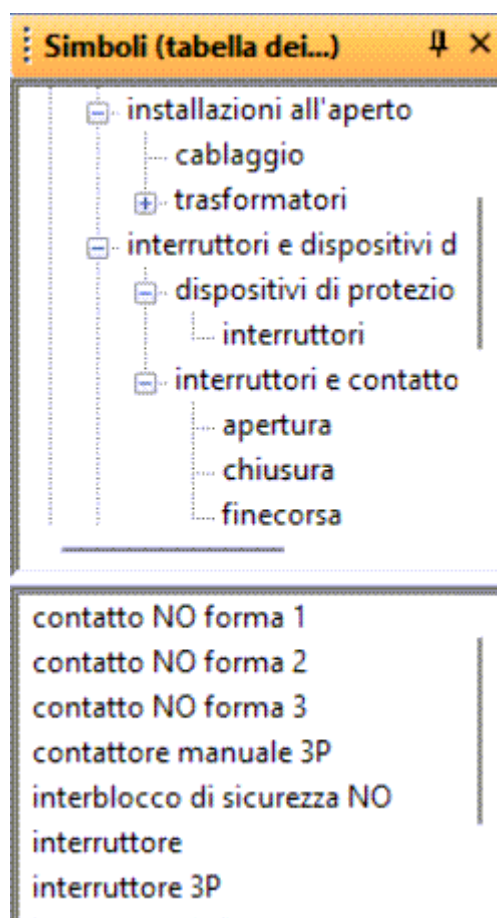 Simboli (tabella dei...)
installazioni all'aperto
cablaggio
trasformatori
interruttori e dispositivi d
dispositivi di protezio
interruttori
interruttori e contatto
apertura
chiusura
finecorsa
contatto NO forma 1
contatto NO forma 2
contatto NO forma 3
contattore manuale 3P
interblocco di sicurezza NO
interruttore
interruttore 3P